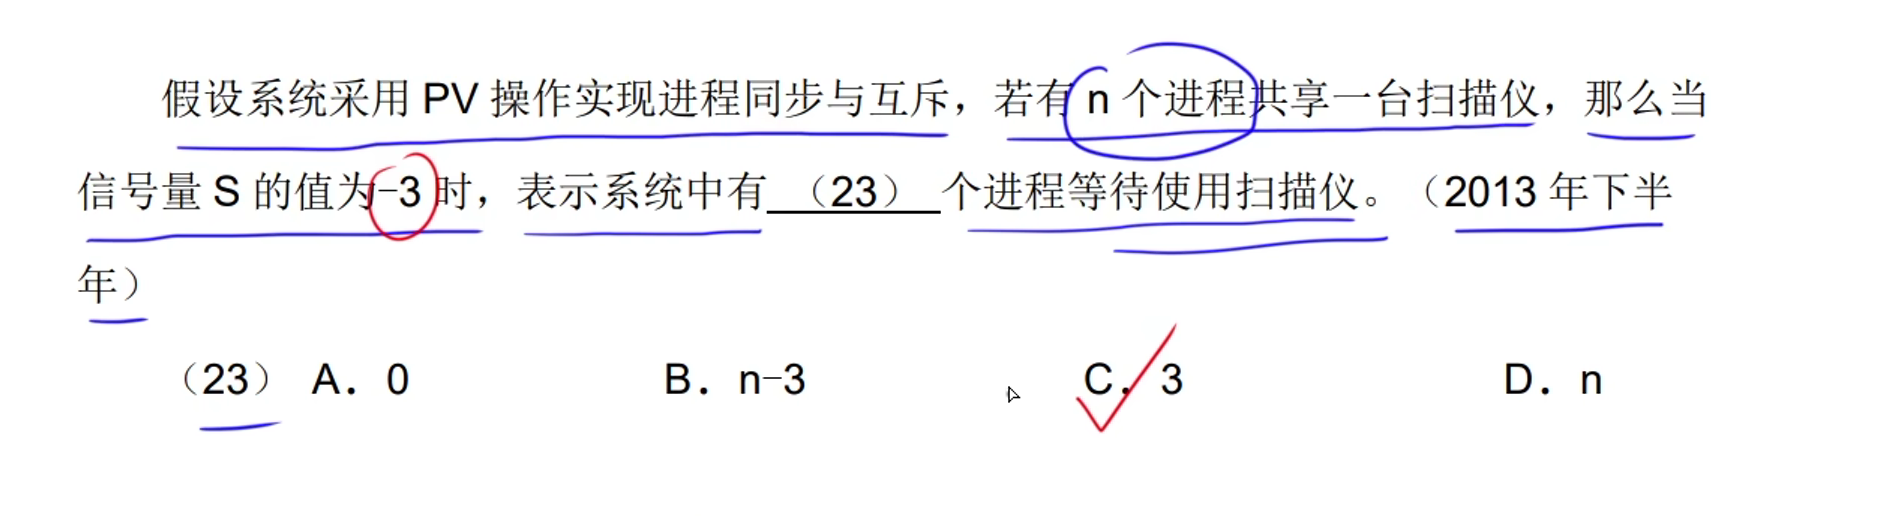 假设系统采用 PV 操作实现进程同步与互斥，若有 n 个进程共享一台扫描仪，那么当
信号量 S 的值为-3 时，表示系统中有 （23） 个进程等待使用扫描仪。（2013 年下半
年）
（23） A． 0 B．n-3 C．3 D．n